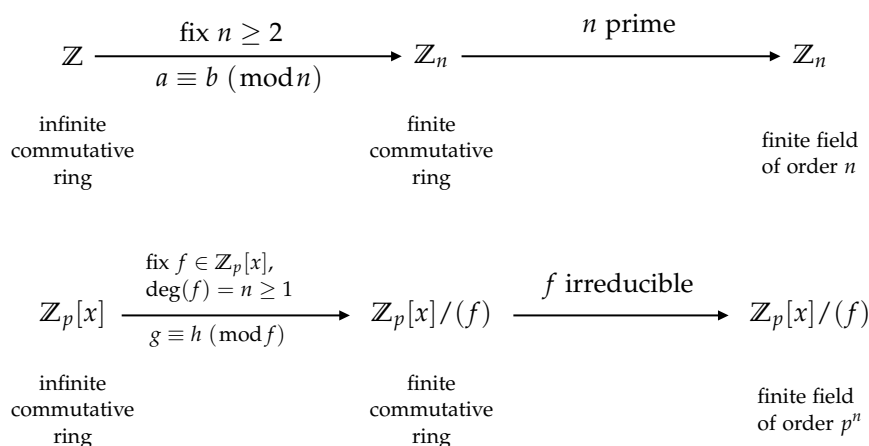 fix n ≥ 2
n prime
ℤ
ℤₙ
ℤₙ
a ≡ b (mod n)
infinite
commutative
ring
finite
commutative
ring
finite field
of order n
fix f ∈ ℤₚ[x],
deg(f) = n ≥ 1
f irreducible
ℤₚ[x]
ℤₚ[x]/(f)
ℤₚ[x]/(f)
g ≡ h (mod f)
infinite
commutative
ring
finite
commutative
ring
finite field
of order pⁿ